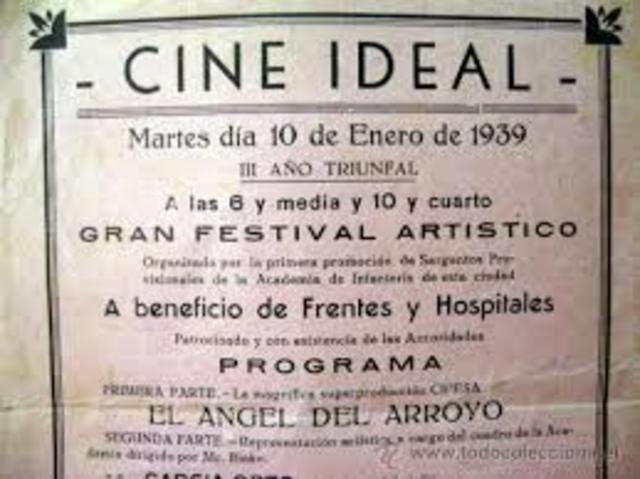 - CINE IDEAL -
Martes día 10 de Enero de 1939
III AÑO TRIUNFAL
A las 6 y media y 10 y cuarto
GRAN FESTIVAL ARTISTICO
Organizado por la primera promoción de Sargentos Pro-
visionales de la Academia de Infantería de esta ciudad
A beneficio de Frentes y Hospitales
Patrocinado y con asistencia de las Autoridades
PROGRAMA
PRIMERA PARTE.- La magnífica superproducción CIFESA
EL ANGEL DEL ARROYO
SEGUNDA PARTE.-Representación artística, a cargo del cuadro de la Aca-
demia dirigido por Mr.
todocoleccion.net